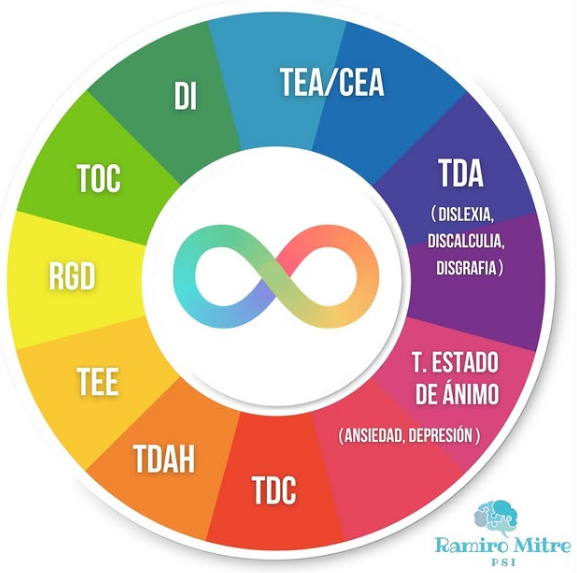 TEA/CEA
TDA
(DISLEXIA,
DISCALCULIA,
DISGRAFIA)
T. ESTADO
DE ÁNIMO
(ANSIEDAD, DEPRESIÓN)
TDC
TDAH
TEE
RGD
TOC
DI
Ramiro Mitre
PSI